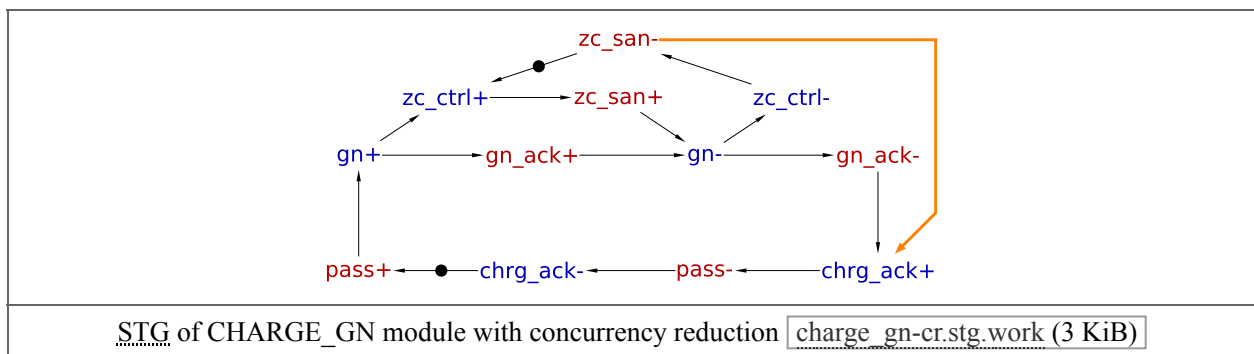 zc_san-
zc_ctrl+ zc_san+ zc_ctrl-
gn+ gn_ack+ gn- gn_ack-
pass+ chrg_ack- pass- chrg_ack+
STG of CHARGE_GN module with concurrency reduction charge_gn-cr.stg.work (3 KiB)